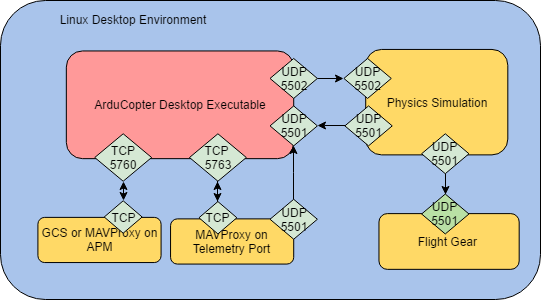 Linux Desktop Environment
UDP
5502
UDP
5502
ArduCopter Desktop Executable
Physics Simulation
UDP
5501
UDP
5501
TCP
5760
TCP
5763
UDP
5501
TCP
TCP
UDP
5501
UDP
5501
GCS or MAVProxy on
APM
MAVProxy on
Telemetry Port
Flight Gear